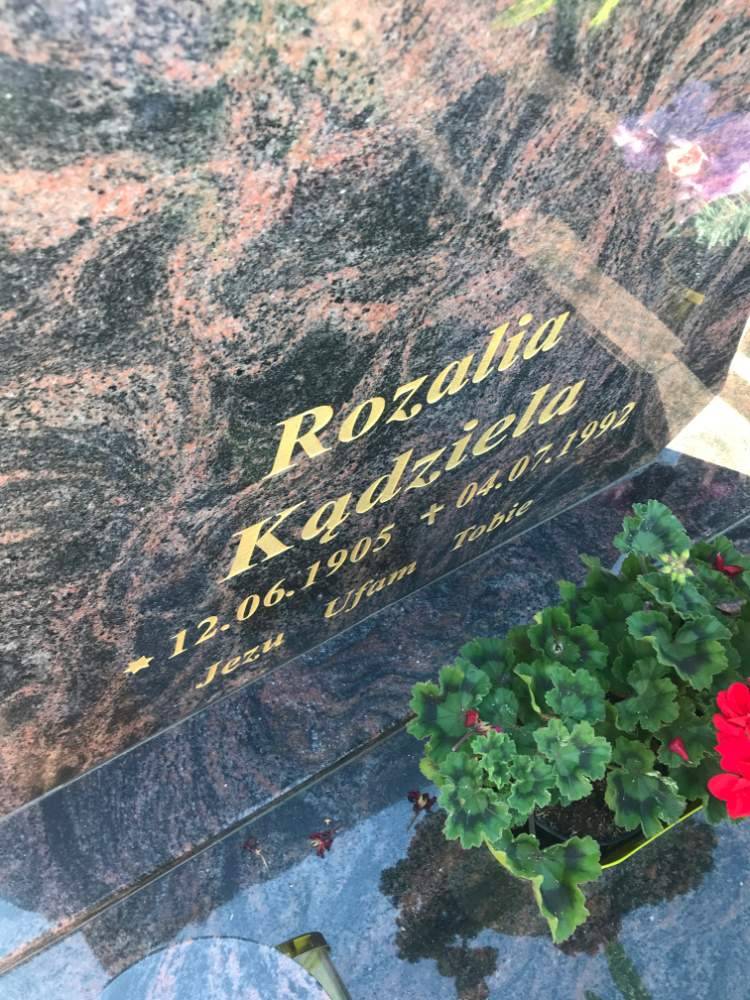 Rozalia
Kądziela
★ 12.06.1905 + 04.07.1992
Jezu Ufam Tobie